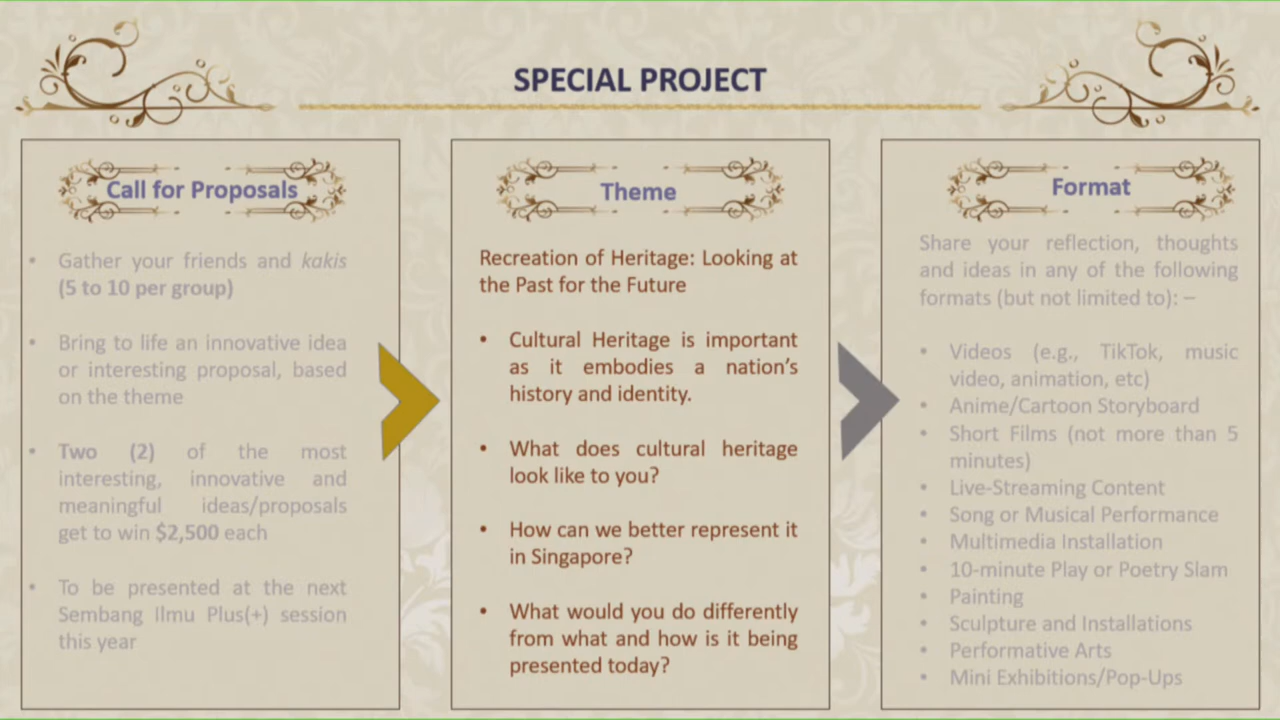 SPECIAL PROJECT
Call for Proposals
• Gather your friends and kakis
(5 to 10 per group)
• Bring to life an innovative idea
or interesting proposal, based
on the theme
• Two (2) of the most
interesting, innovative and
meaningful ideas/proposals
get to win $2,500 each
• To be presented at the next
Sembang Ilmu Plus(+) session
this year
Theme
Recreation of Heritage: Looking at
the Past for the Future
• Cultural Heritage is important
as it embodies a nation's
history and identity.
• What does cultural heritage
look like to you?
• How can we better represent it
in Singapore?
• What would you do differently
from what and how is it being
presented today?
Format
Share your reflection, thoughts
and ideas in any of the following
formats (but not limited to): –
• Videos (e.g., TikTok, music
video, animation, etc)
• Anime/Cartoon Storyboard
• Short Films (not more than 5
minutes)
• Live-Streaming Content
• Song or Musical Performance
• Multimedia Installation
• 10-minute Play or Poetry Slam
• Painting
• Sculpture and Installations
• Performative Arts
• Mini Exhibitions/Pop-Ups